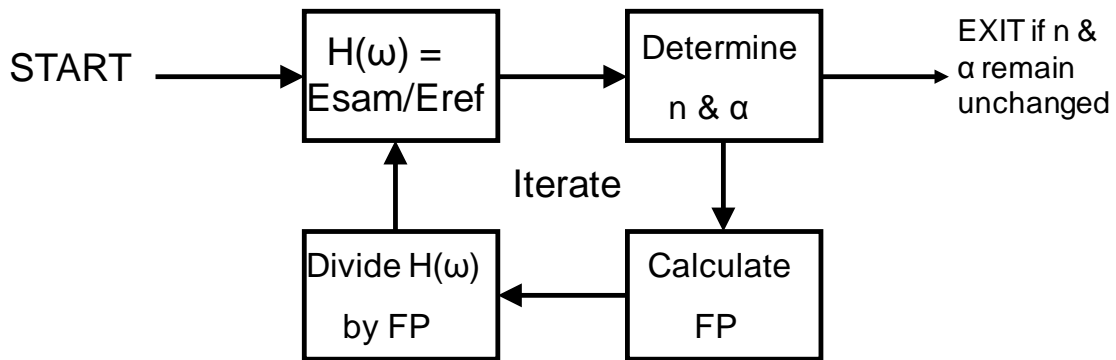 START
H(ω) =
Esam/Eref
Determine
n & α
EXIT if n &
α remain
unchanged
Iterate
Divide H(ω)
by FP
Calculate
FP